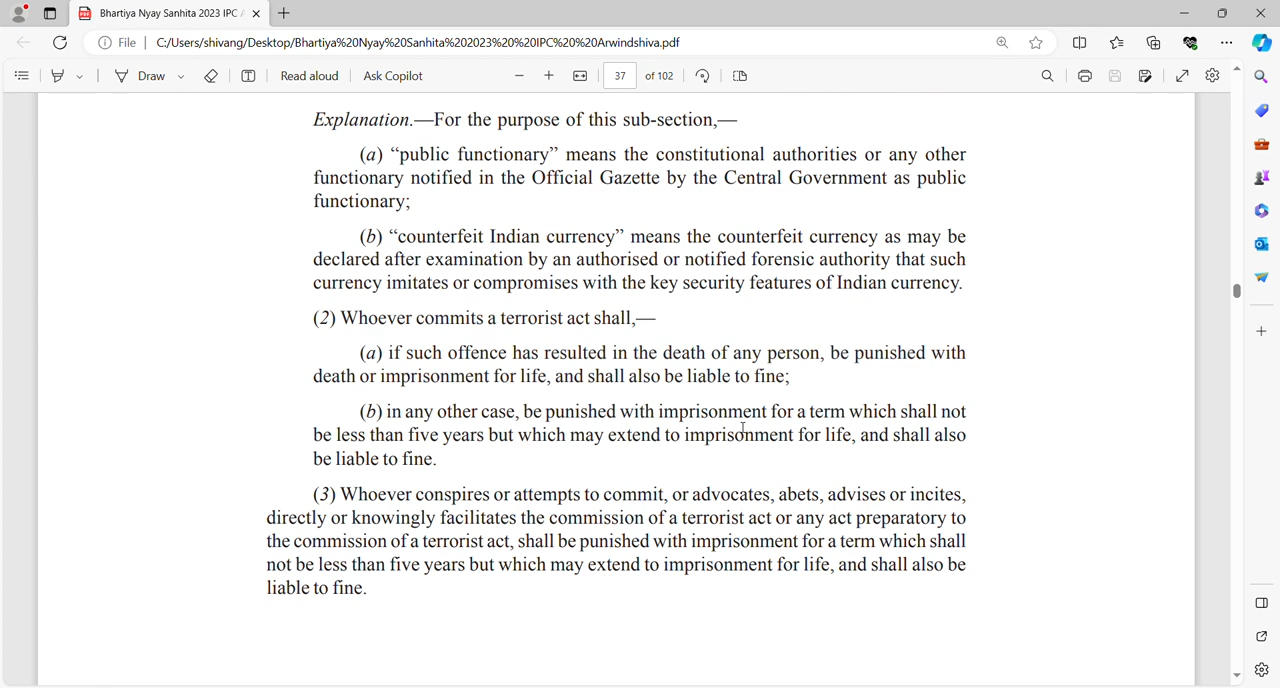 Bhartiya Nyay Sanhita 2023 IPC
File
C:/Users/shivang/Desktop/Bhartiya%20Nyay%20Sanhita%202023%20%20IPC%20%20Arwindshiva.pdf
Draw
Read aloud
Ask Copilot
37 of 102
Explanation.—For the purpose of this sub-section,—
(a) “public functionary” means the constitutional authorities or any other
functionary notified in the Official Gazette by the Central Government as public
functionary;
(b) “counterfeit Indian currency” means the counterfeit currency as may be
declared after examination by an authorised or notified forensic authority that such
currency imitates or compromises with the key security features of Indian currency.
(2) Whoever commits a terrorist act shall,—
(a) if such offence has resulted in the death of any person, be punished with
death or imprisonment for life, and shall also be liable to fine;
(b) in any other case, be punished with imprisonment for a term which shall not
be less than five years but which may extend to imprisonment for life, and shall also
be liable to fine.
(3) Whoever conspires or attempts to commit, or advocates, abets, advises or incites,
directly or knowingly facilitates the commission of a terrorist act or any act preparatory to
the commission of a terrorist act, shall be punished with imprisonment for a term which shall
not be less than five years but which may extend to imprisonment for life, and shall also be
liable to fine.